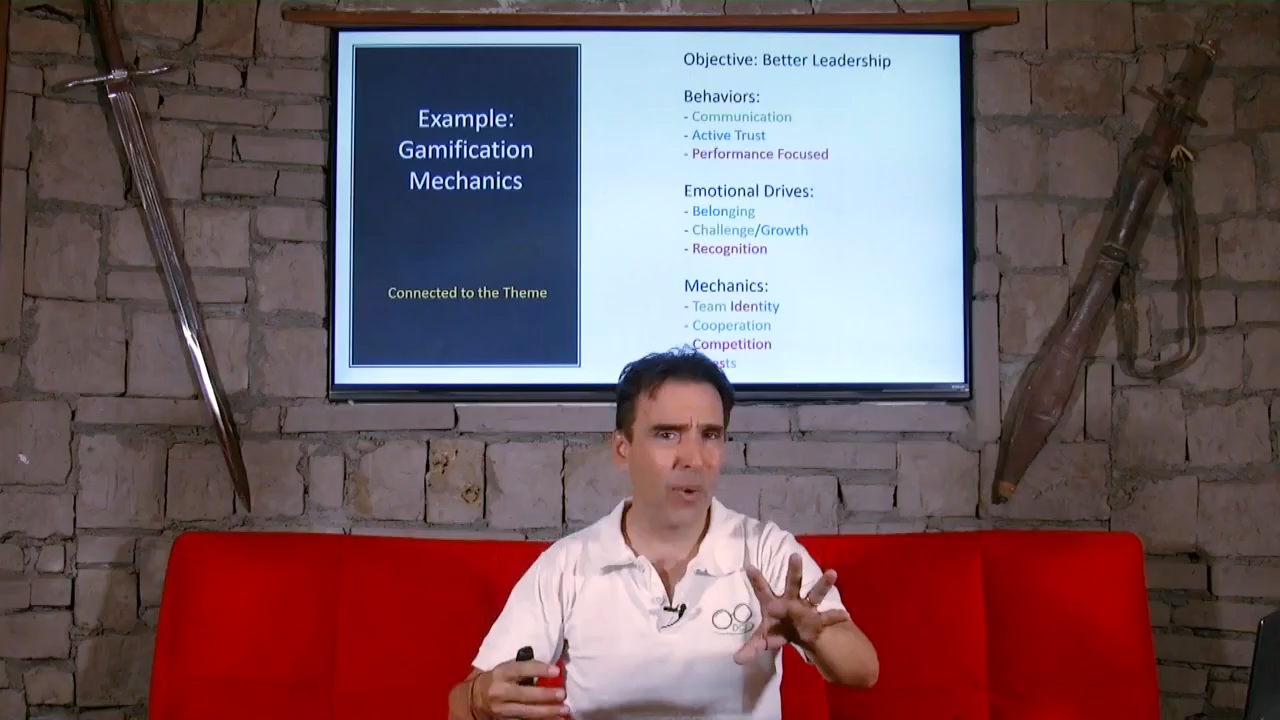 Example:
Gamification
Mechanics
Connected to the Theme
Objective: Better Leadership
Behaviors:
- Communication
- Active Trust
- Performance Focused
Emotional Drives:
- Belonging
- Challenge/Growth
- Recognition
Mechanics:
- Team Identity
- Cooperation
Competition